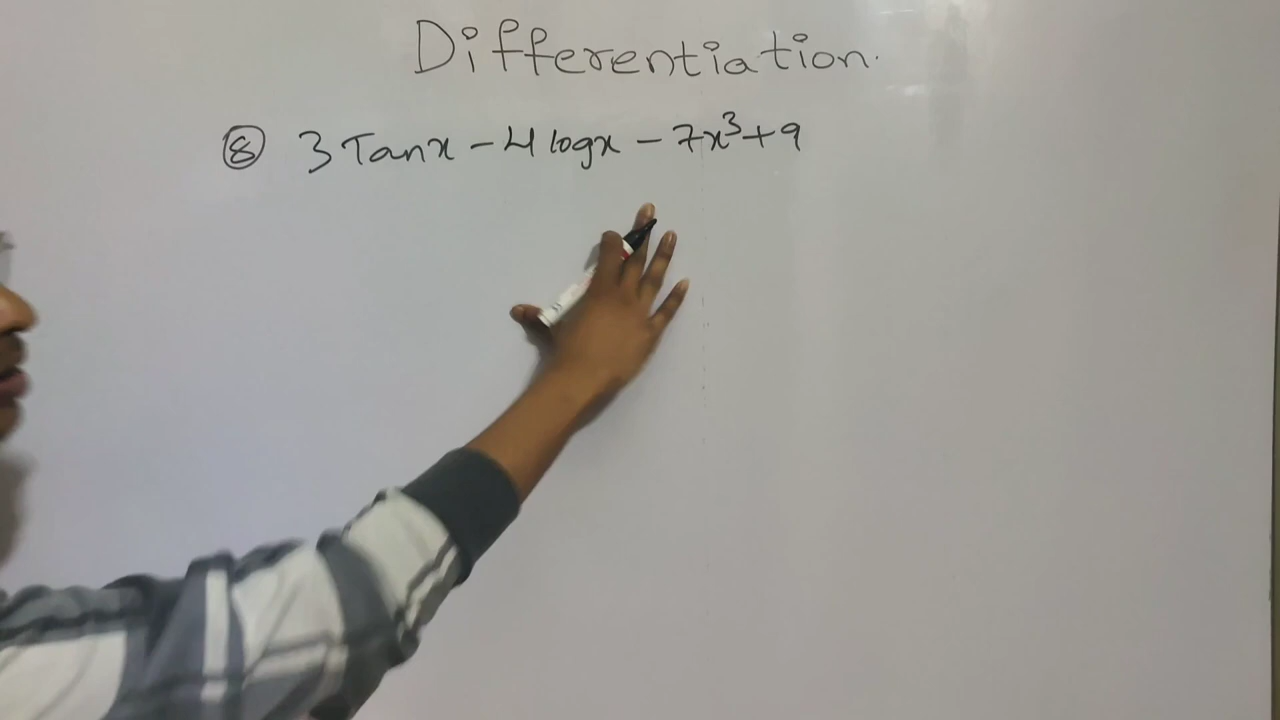 Differentiation.
⑧ 3 Tanx - 4 logx - 7x³ + 9